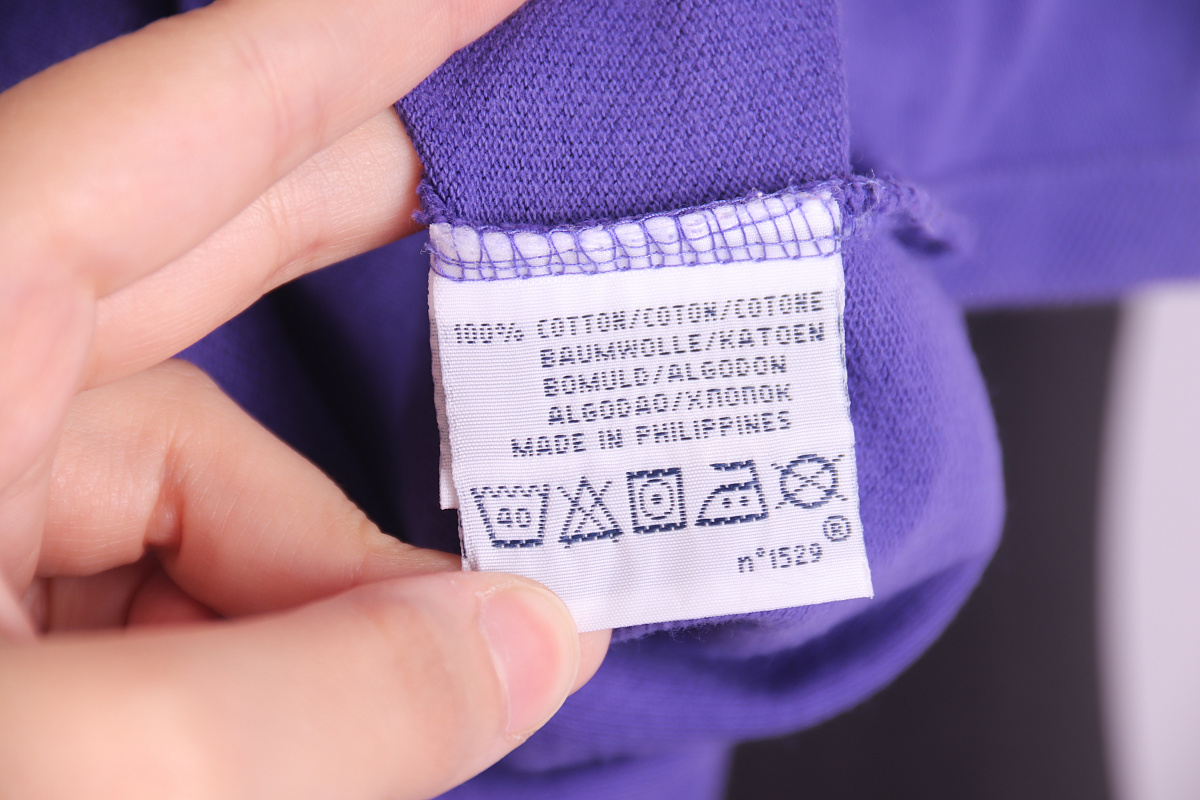 100% COTTON/COTON/COTONE
BAUMWOLLE/KATOEN
BOMULD/ALGODON
ALGODAO/ХЛОПОК
MADE IN PHILIPPINES
40
®
n°1529